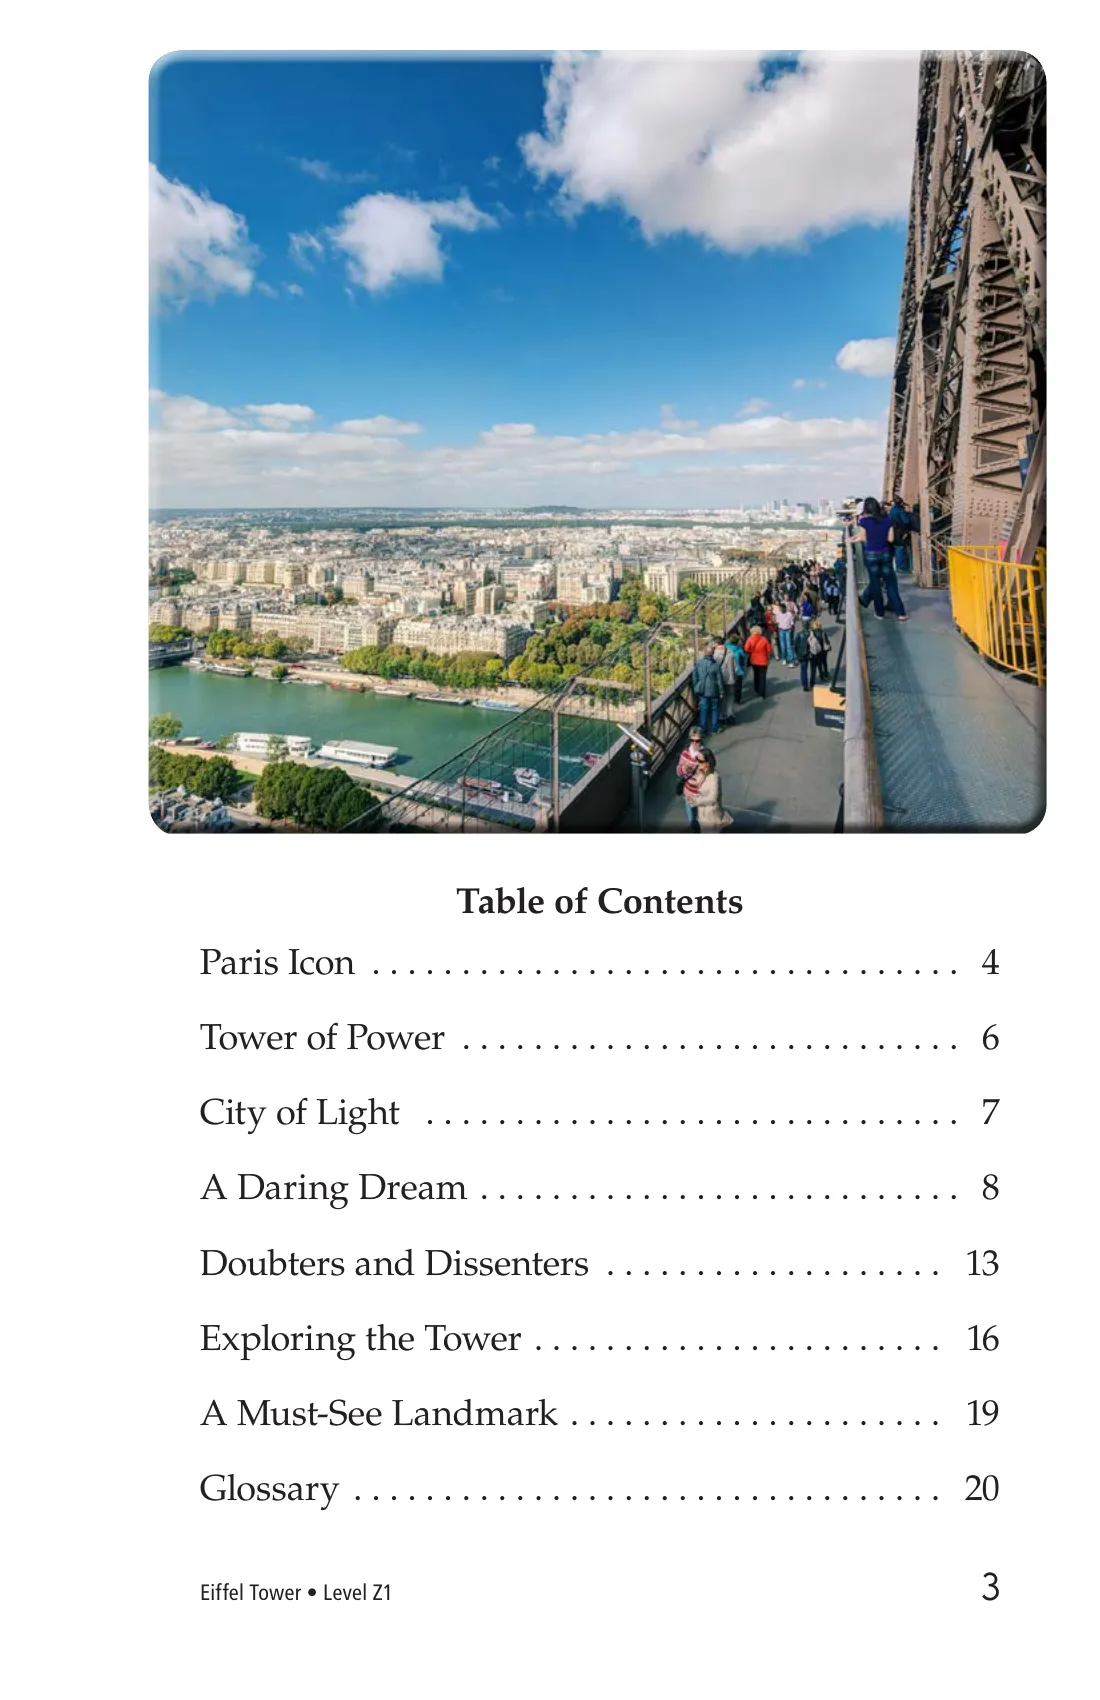 Table of Contents
Paris Icon . . . . . . . . . . . . . . . . . . . . . . . . . . . . . . . . . 4
Tower of Power . . . . . . . . . . . . . . . . . . . . . . . . . . . . 6
City of Light . . . . . . . . . . . . . . . . . . . . . . . . . . . . . . 7
A Daring Dream . . . . . . . . . . . . . . . . . . . . . . . . . . . 8
Doubters and Dissenters . . . . . . . . . . . . . . . . . . . 13
Exploring the Tower . . . . . . . . . . . . . . . . . . . . . . . 16
A Must-See Landmark . . . . . . . . . . . . . . . . . . . . . 19
Glossary . . . . . . . . . . . . . . . . . . . . . . . . . . . . . . . . . 20
Eiffel Tower • Level Z1 3